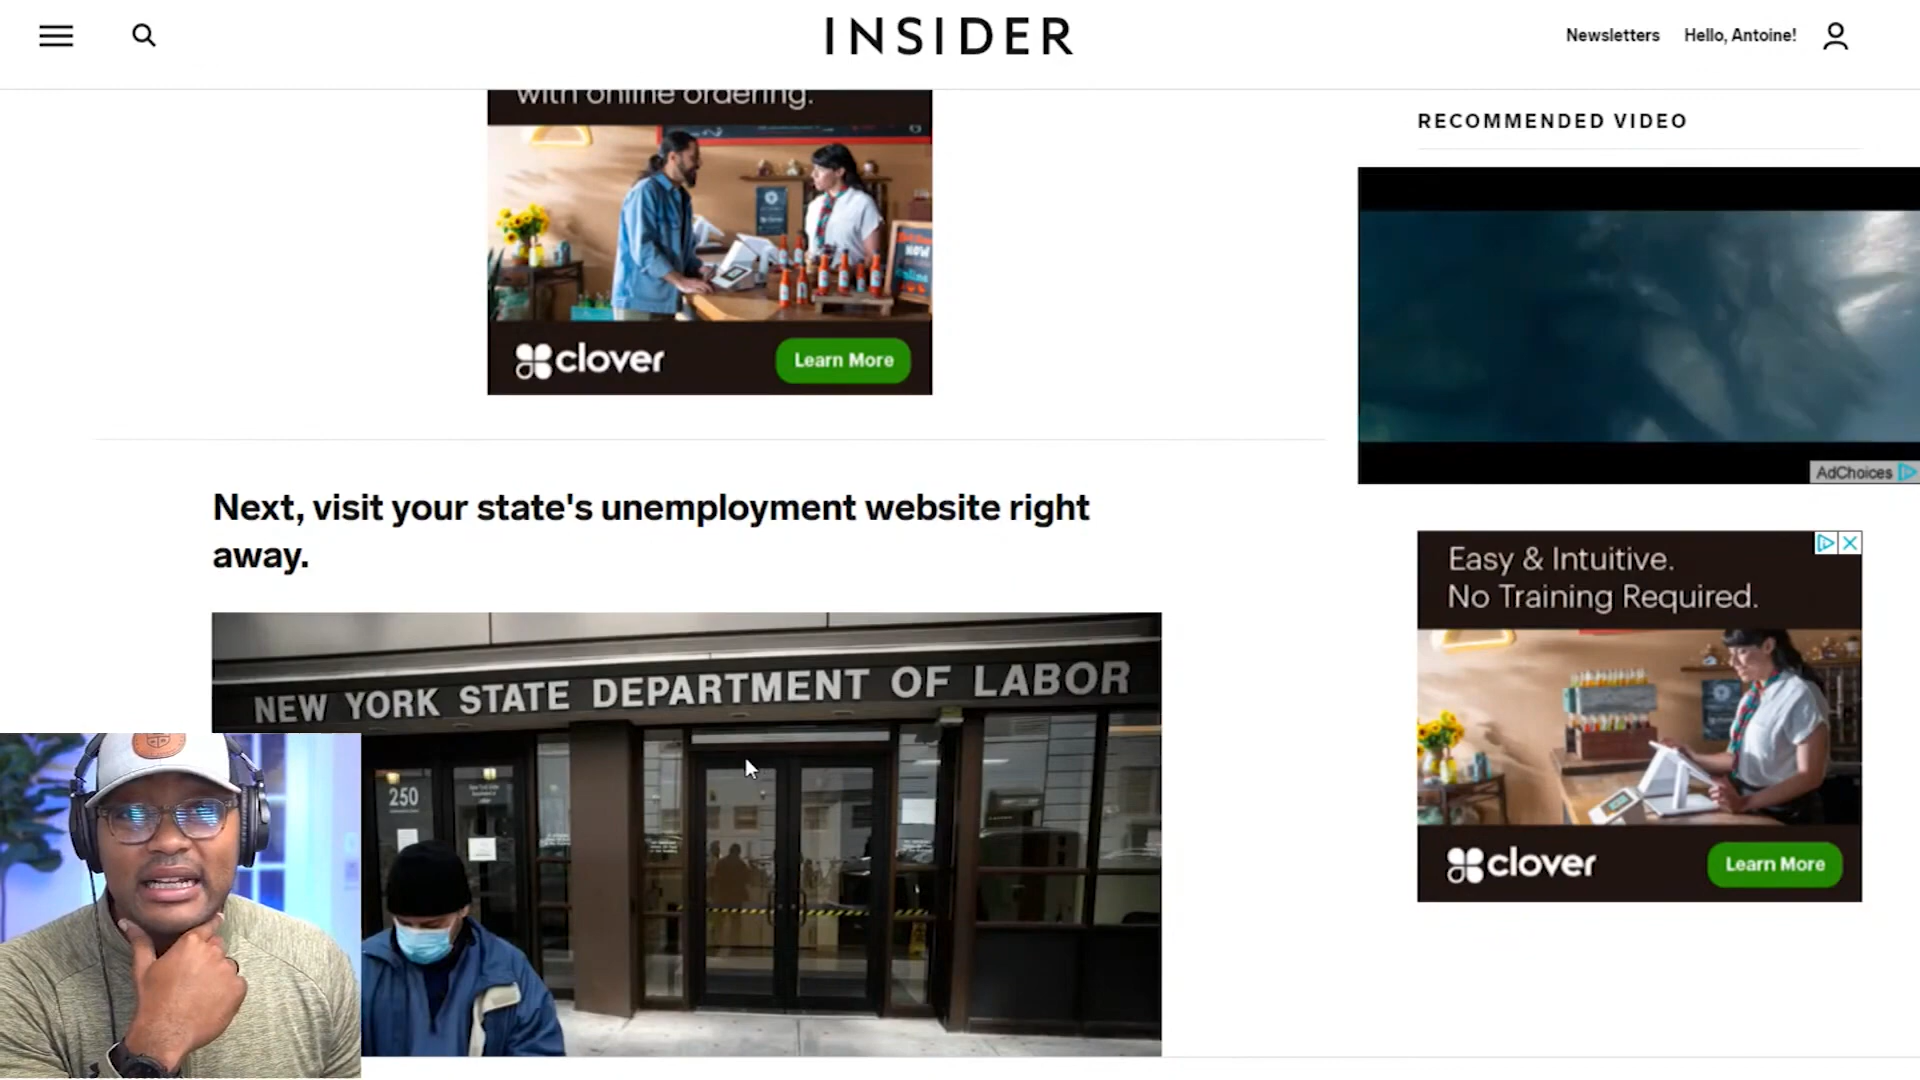 INSIDER
Newsletters
Hello, Antoine!
with online ordering.
clover
Learn More
RECOMMENDED VIDEO
AdChoices
Next, visit your state's unemployment website right
away.
NEW YORK STATE DEPARTMENT OF LABOR
250
Easy & Intuitive.
No Training Required.
clover
Learn More